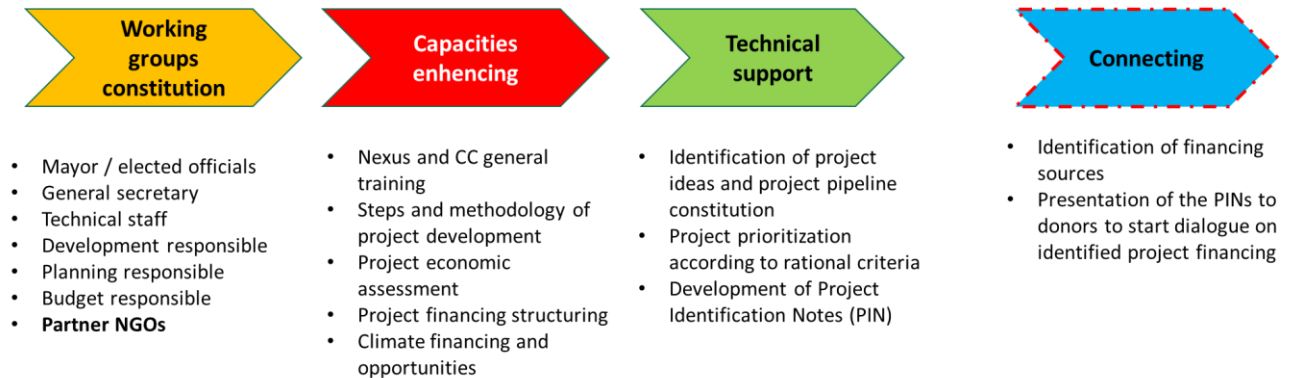 Working
groups
constitution
• Mayor / elected officials
• General secretary
• Technical staff
• Development responsible
• Planning responsible
• Budget responsible
• Partner NGOs
Capacities
enhencing
• Nexus and CC general
training
• Steps and methodology of
project development
• Project economic
assessment
• Project financing structuring
• Climate financing and
opportunities
Technical
support
• Identification of project
ideas and project pipeline
constitution
• Project prioritization
according to rational criteria
• Development of Project
Identification Notes (PIN)
Connecting
• Identification of financing
sources
• Presentation of the PINs to
donors to start dialogue on
identified project financing